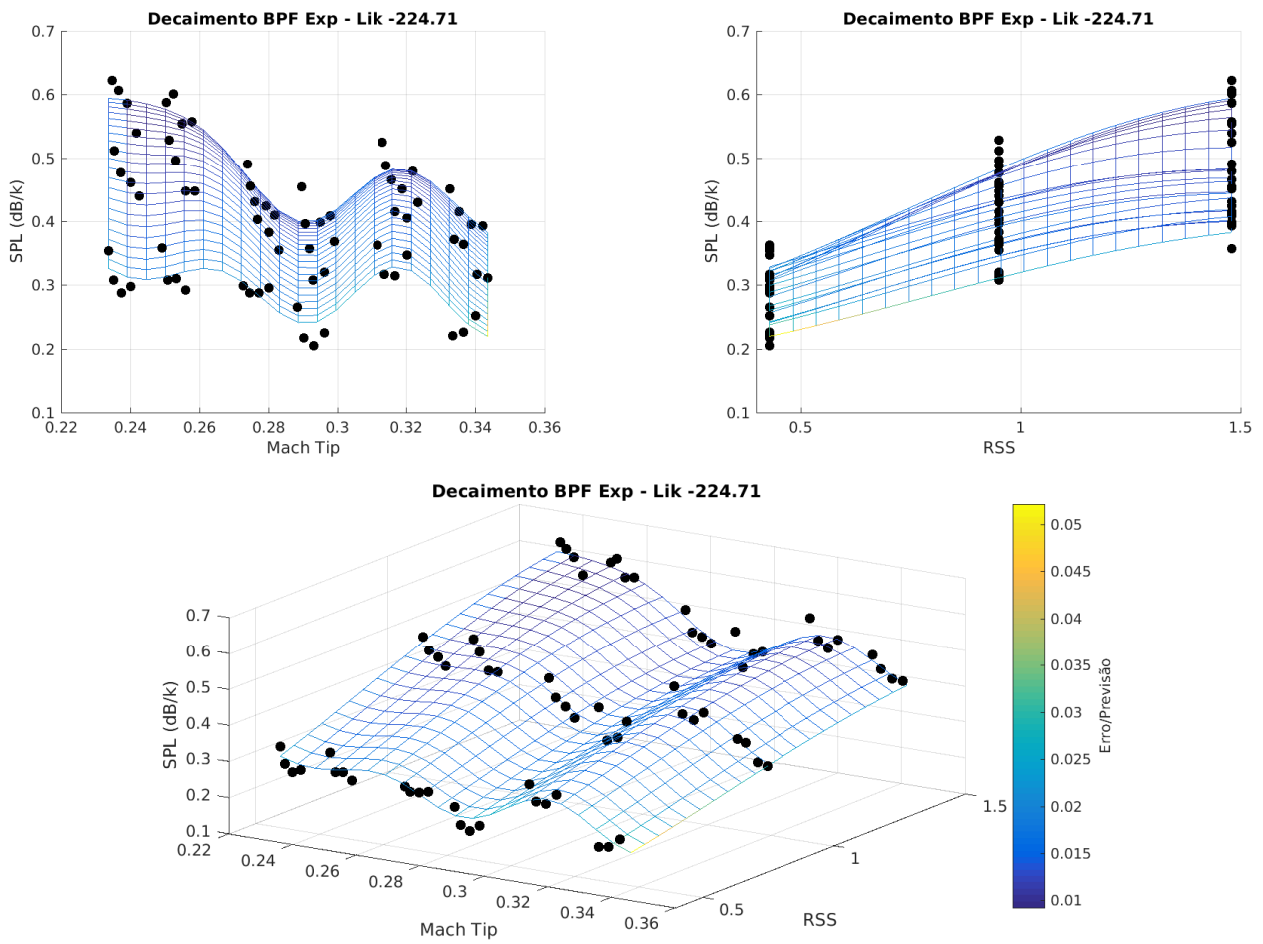 Decaimento BPF Exp - Lik -224.71
0.7
0.6
0.5
0.4
0.3
0.2
0.1
SPL (dB/k)
0.22 0.24 0.26 0.28 0.3 0.32 0.34 0.36
Mach Tip
Decaimento BPF Exp - Lik -224.71
0.7
0.6
0.5
0.4
0.3
0.2
0.1
SPL (dB/k)
0.5 1 1.5
RSS
Decaimento BPF Exp - Lik -224.71
0.7
0.6
0.5
0.4
0.3
0.2
0.1
SPL (dB/k)
0.22 0.24 0.26 0.28 0.3 0.32 0.34 0.36
Mach Tip
0.5 1 1.5
RSS
0.05
0.045
0.04
0.035
0.03
0.025
0.02
0.015
0.01
Erro/Previsão